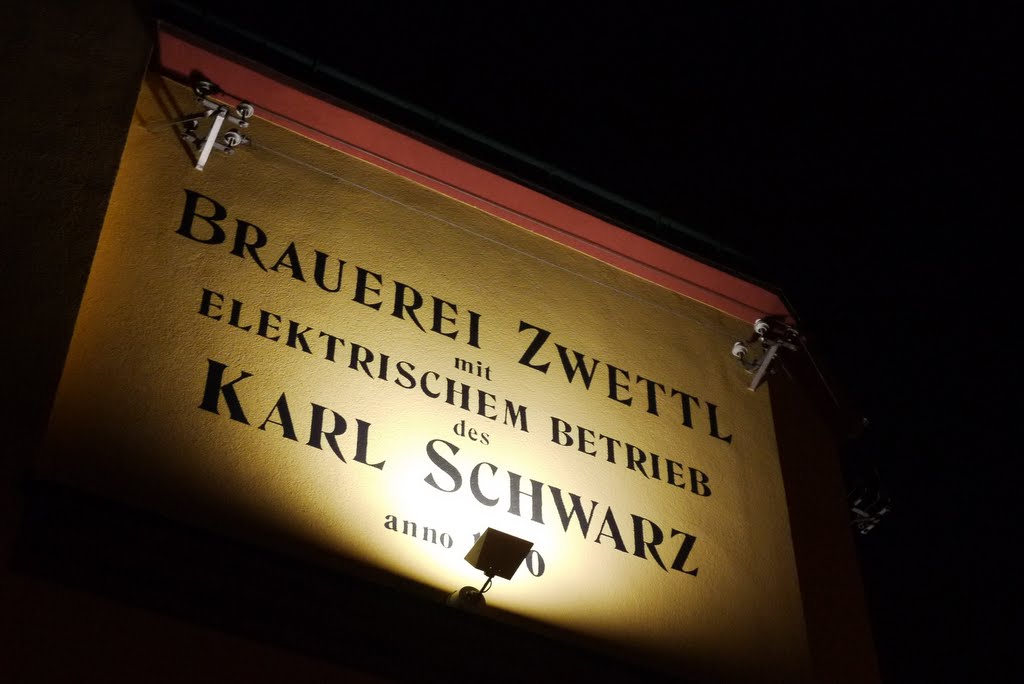 BRAUEREI ZWETTL
mit
ELEKTRISCHEM BETRIEB
des
KARL SCHWARZ
anno